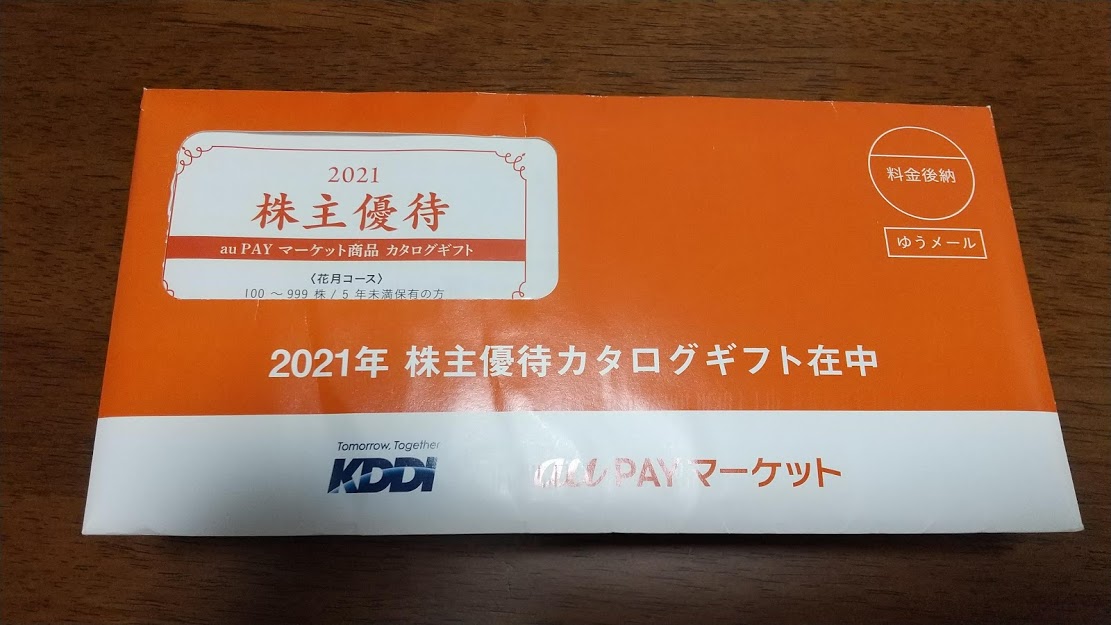 2021
株主優待
au PAY マーケット商品 カタログギフト
〈花月コース〉
100 ～ 999 株 / 5 年未満保有の方
料金後納
ゆうメール
2021年 株主優待カタログギフト在中
Tomorrow, Together
KDDI
au PAY マーケット